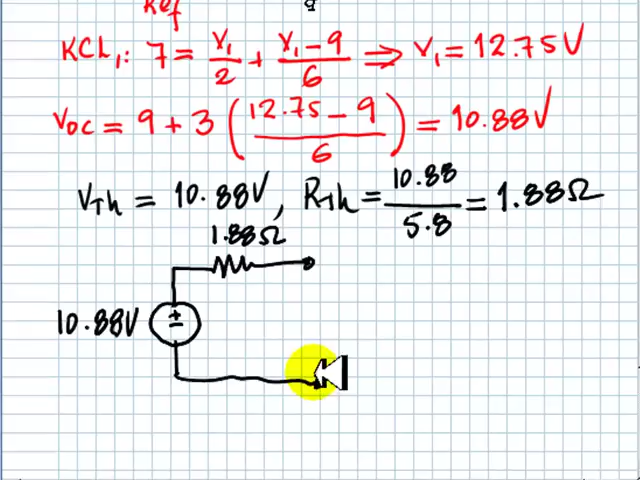 Ref
KCL₁: 7 = V₁/2 + (V₁ - 9)/6 ⇒ V₁ = 12.75V
Voc = 9 + 3 ((12.75 - 9)/6) = 10.88V
VTh = 10.88V, RTh = 10.88/5.8 = 1.88Ω
1.88Ω
10.88V
+
-